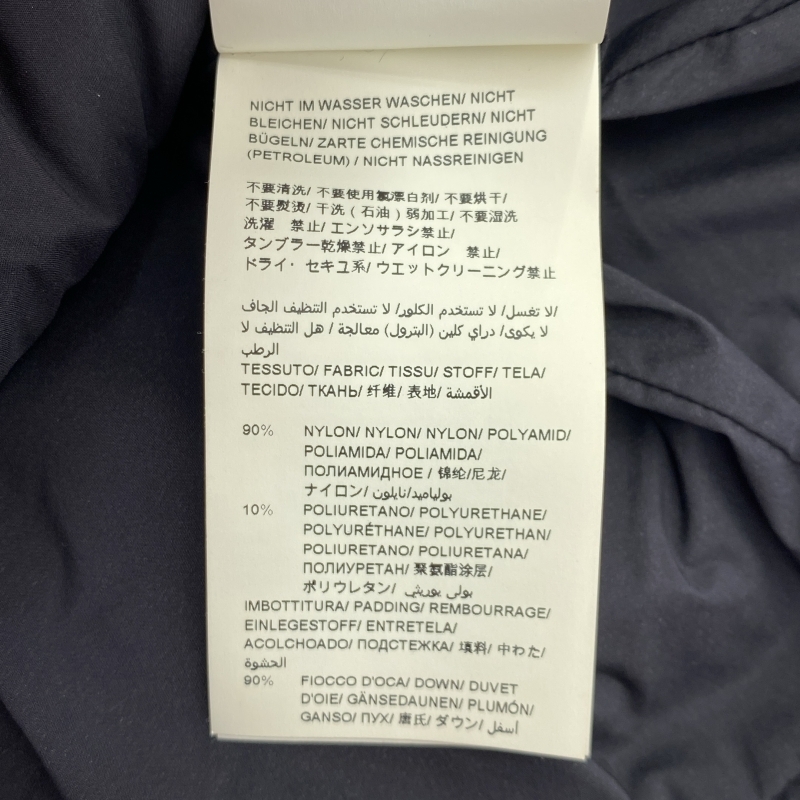 NICHT IM WASSER WASCHEN/ NICHT
BLEICHEN/ NICHT SCHLEUDERN/ NICHT
BÜGELN/ ZARTE CHEMISCHE REINIGUNG
(PETROLEUM) / NICHT NASSREINIGEN
不要清洗/ 不要使用氯漂白剂/ 不要烘干/
不要熨烫/ 干洗（石油）弱加工/ 不要湿洗
洗濯　禁止/ エンソサラシ禁止/
タンブラー乾燥禁止/ アイロン　禁止/
ドライ・ セキユ系/ ウエットクリーニング禁止
لا تغسل/ لا تستخدم الكلور/ لا تستخدم التنظيف الجاف/
لا يكوى/ دراي كلين (البترول) معالجة / هل التنظيف لا
الرطب
TESSUTO/ FABRIC/ TISSU/ STOFF/ TELA/
TECIDO/ ТКАНЬ/ 纤维/ 表地/ الأقمشة/
90% NYLON/ NYLON/ NYLON/ POLYAMID/
POLIAMIDA/ POLIAMIDA/
ПОЛИАМИДНОЕ / 锦纶/尼龙/
ナイロン/ بولياميد/نايلون
10% POLIURETANO/ POLYURETHANE/
POLYURÉTHANE/ POLYURETHAN/
POLIURETANO/ POLIURETANA/
ПОЛИУРЕТАН/ 聚氨酯涂层/
ポリウレタン/ بولي يوريثي
IMBOTTITURA/ PADDING/ REMBOURRAGE/
EINLEGESTOFF/ ENTRETELA/
ACOLCHOADO/ ПОДСТЕЖКА/ 填料/ 中わた/
الحشوة
90% FIOCCO D'OCA/ DOWN/ DUVET
D'OIE/ GÄNSEDAUNEN/ PLUMÓN/
GANSO/ ПУХ/ 唐氏/ ダウン/ أسفل/